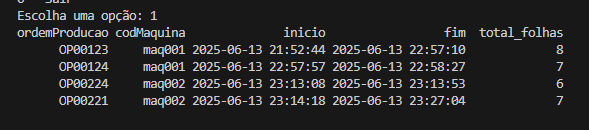 0 - Sair
Escolha uma opção: 1
ordemProducao codMaquina inicio fim total_folhas
OP00123 maq001 2025-06-13 21:52:44 2025-06-13 22:57:10 8
OP00124 maq001 2025-06-13 22:57:57 2025-06-13 22:58:27 7
OP00224 maq002 2025-06-13 23:13:08 2025-06-13 23:13:53 6
OP00221 maq002 2025-06-13 23:14:18 2025-06-13 23:27:04 7